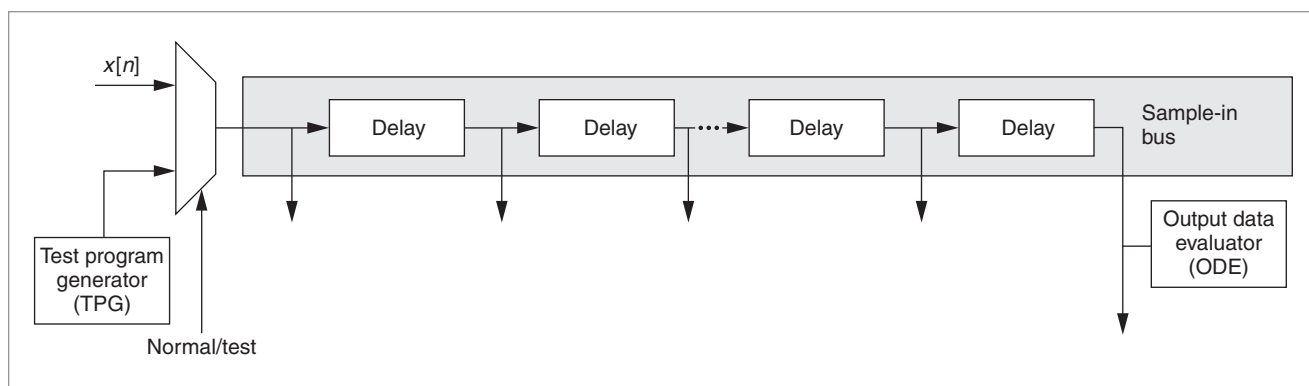 x[n]
Delay
Delay
Delay
Delay
Sample-in
bus
Test program
generator
(TPG)
Output data
evaluator
(ODE)
Normal/test